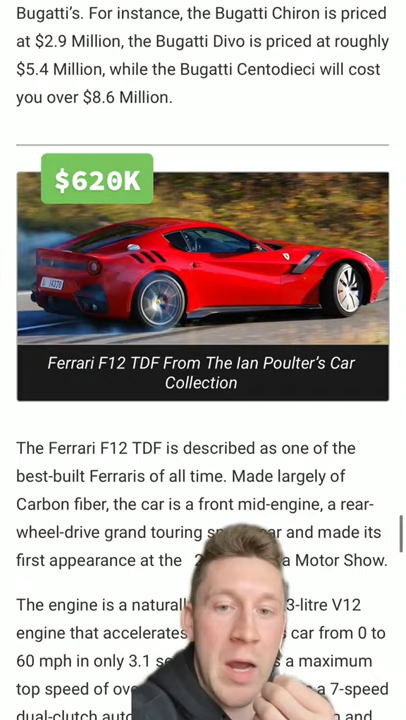 Bugatti's. For instance, the Bugatti Chiron is priced
at $2.9 Million, the Bugatti Divo is priced at roughly
$5.4 Million, while the Bugatti Centodieci will cost
you over $8.6 Million.
$620K
Ferrari F12 TDF From The Ian Poulter's Car
Collection
The Ferrari F12 TDF is described as one of the
best-built Ferraris of all time. Made largely of
Carbon fiber, the car is a front mid-engine, a rear-
wheel-drive grand touring car and made its
first appearance at the Motor Show.
The engine is a V12
engine that accelerates car from 0 to
60 mph in only 3.1 a maximum
top speed of a 7-speed
and